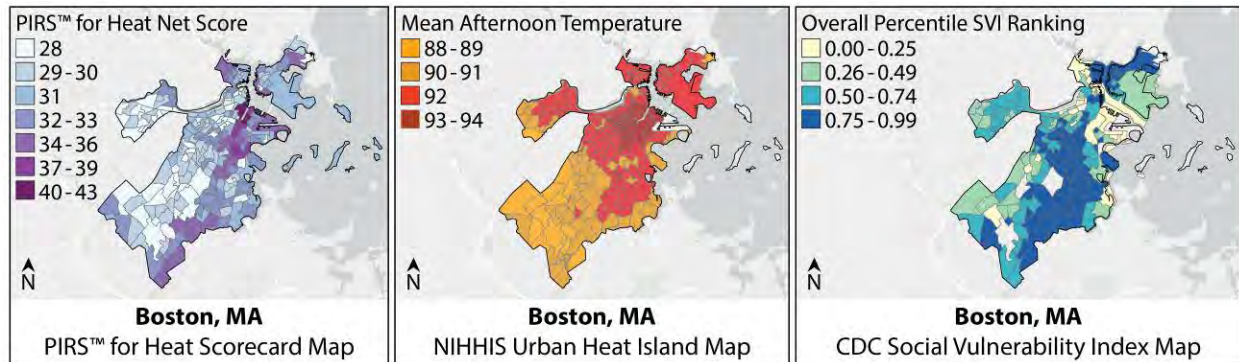 PIRS™ for Heat Net Score
28
29 - 30
31
32 - 33
34 - 36
37 - 39
40 - 43
N
Boston, MA
PIRS™ for Heat Scorecard Map
Mean Afternoon Temperature
88 - 89
90 - 91
92
93 - 94
N
Boston, MA
NIHHIS Urban Heat Island Map
Overall Percentile SVI Ranking
0.00 - 0.25
0.26 - 0.49
0.50 - 0.74
0.75 - 0.99
N
Boston, MA
CDC Social Vulnerability Index Map